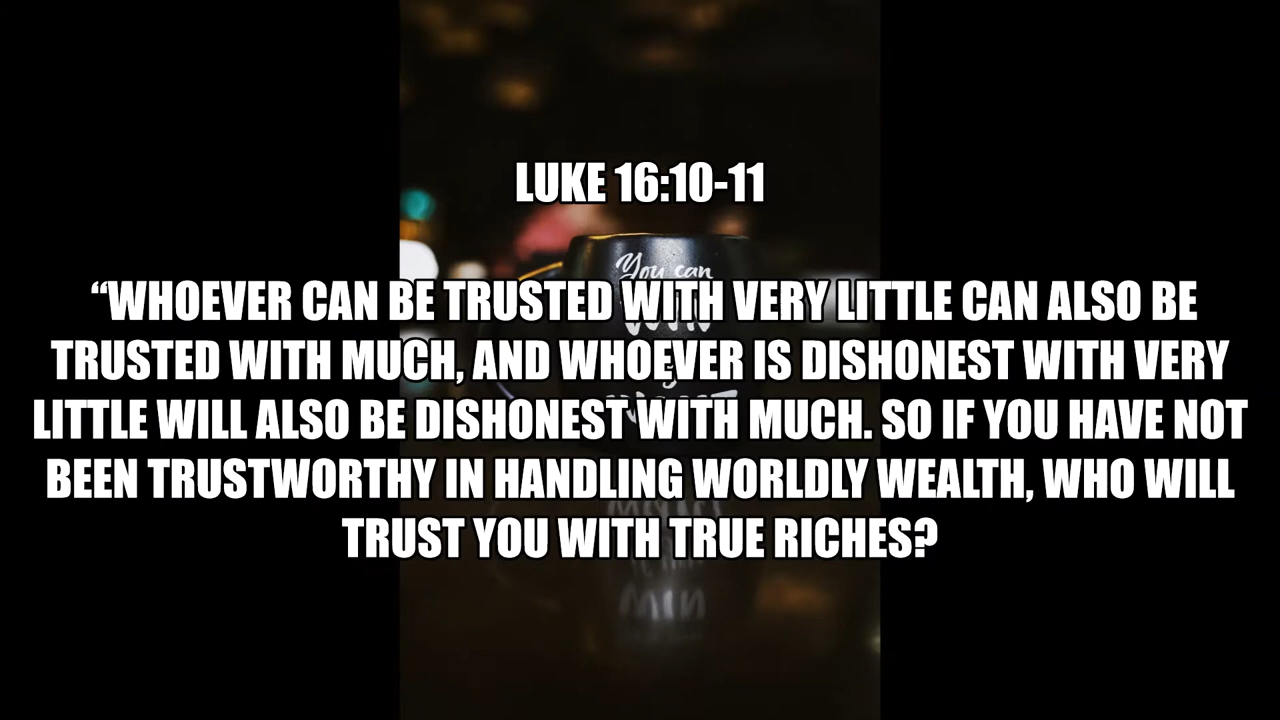 LUKE 16:10-11
You can
“WHOEVER CAN BE TRUSTED WITH VERY LITTLE CAN ALSO BE
TRUSTED WITH MUCH, AND WHOEVER IS DISHONEST WITH VERY
LITTLE WILL ALSO BE DISHONEST WITH MUCH. SO IF YOU HAVE NOT
BEEN TRUSTWORTHY IN HANDLING WORLDLY WEALTH, WHO WILL
TRUST YOU WITH TRUE RICHES?